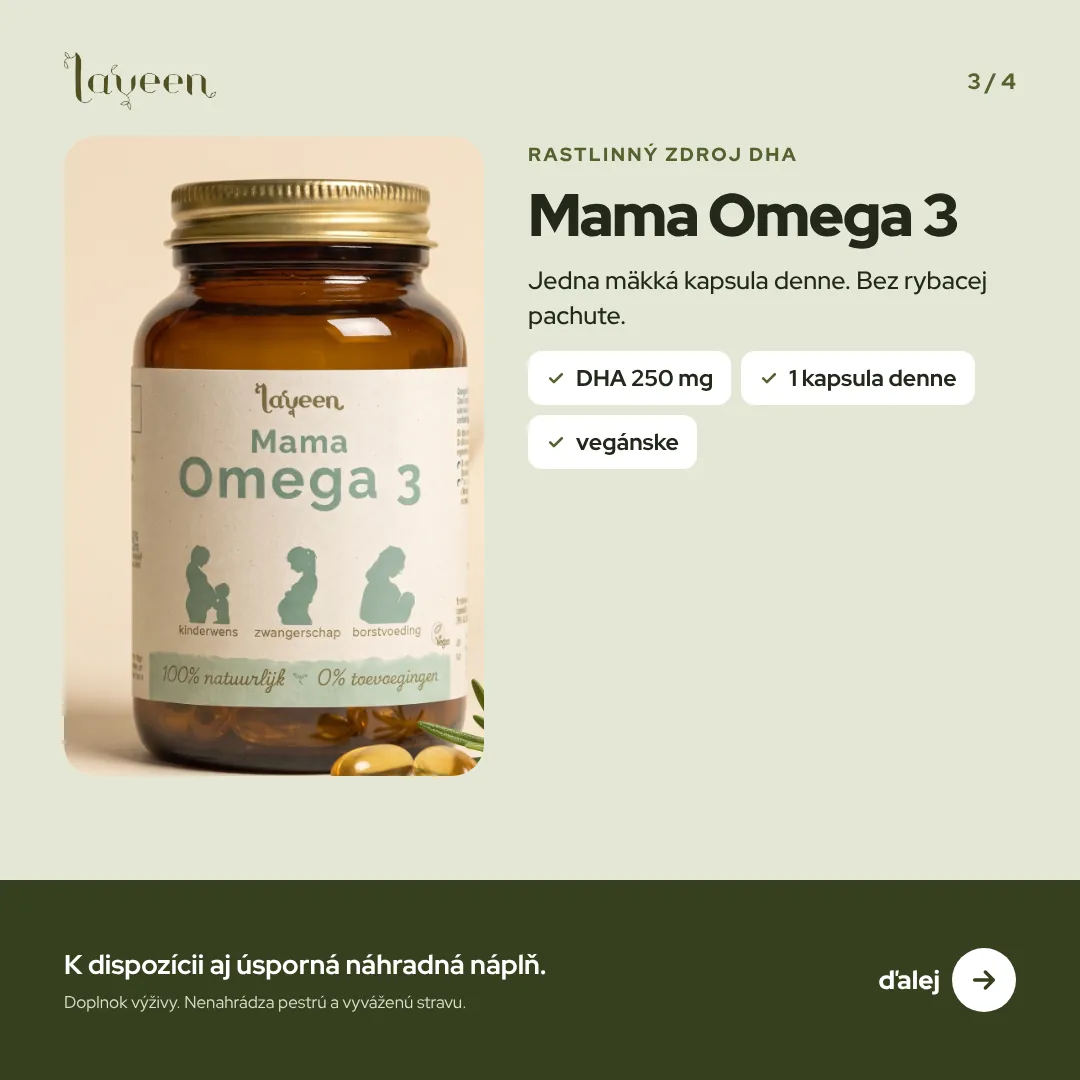 layeen
3 / 4
RASTLINNÝ ZDROJ DHA
Mama Omega 3
Jedna mäkká kapsula denne. Bez rybacej
pachute.
DHA 250 mg
1 kapsula denne
vegánske
layeen
Mama
Omega 3
kinderwens zwangerschap borstvoeding
Vegan
100% natuurlijk 0% toevoegingen
K dispozícii aj úsporná náhradná náplň.
Doplnok výživy. Nenahrádza pestrú a vyváženú stravu.
ďalej